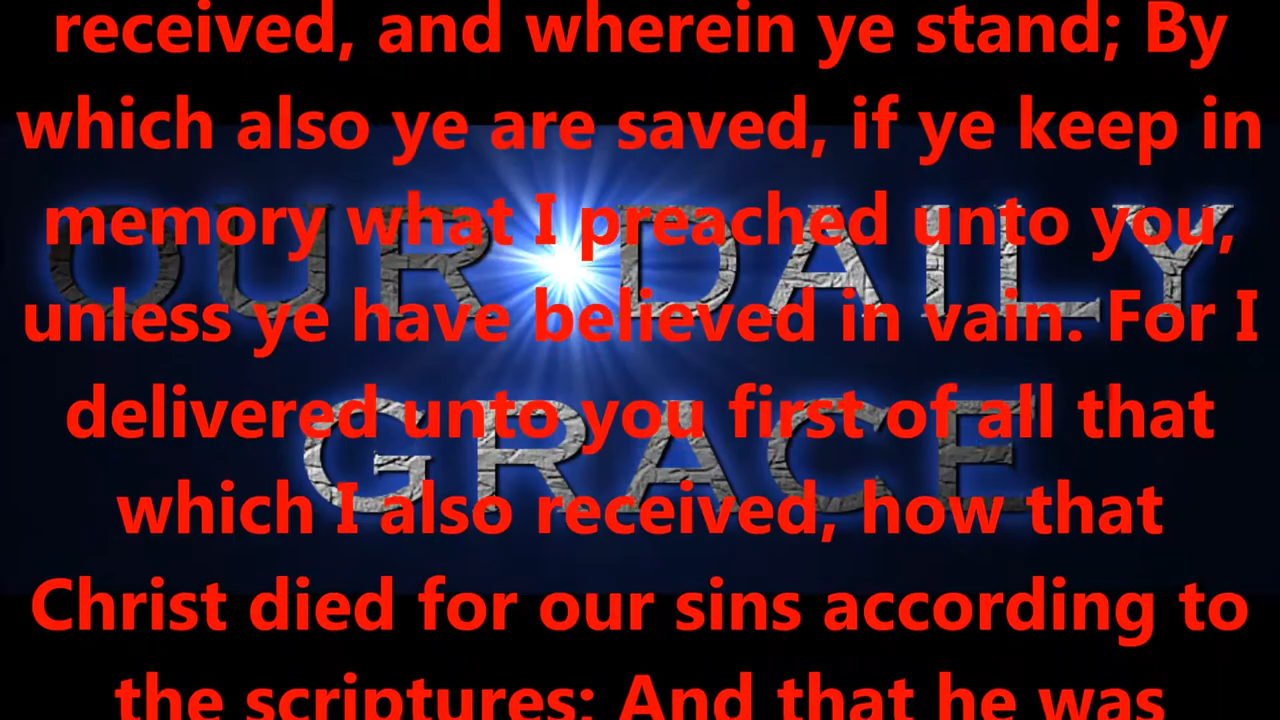 received, and wherein ye stand; By
which also ye are saved, if ye keep in
memory what I preached unto you,
unless ye have believed in vain. For I
delivered unto you first of all that
which I also received, how that
Christ died for our sins according to
the scriptures; And that he was
OUR DAILY
GRACE